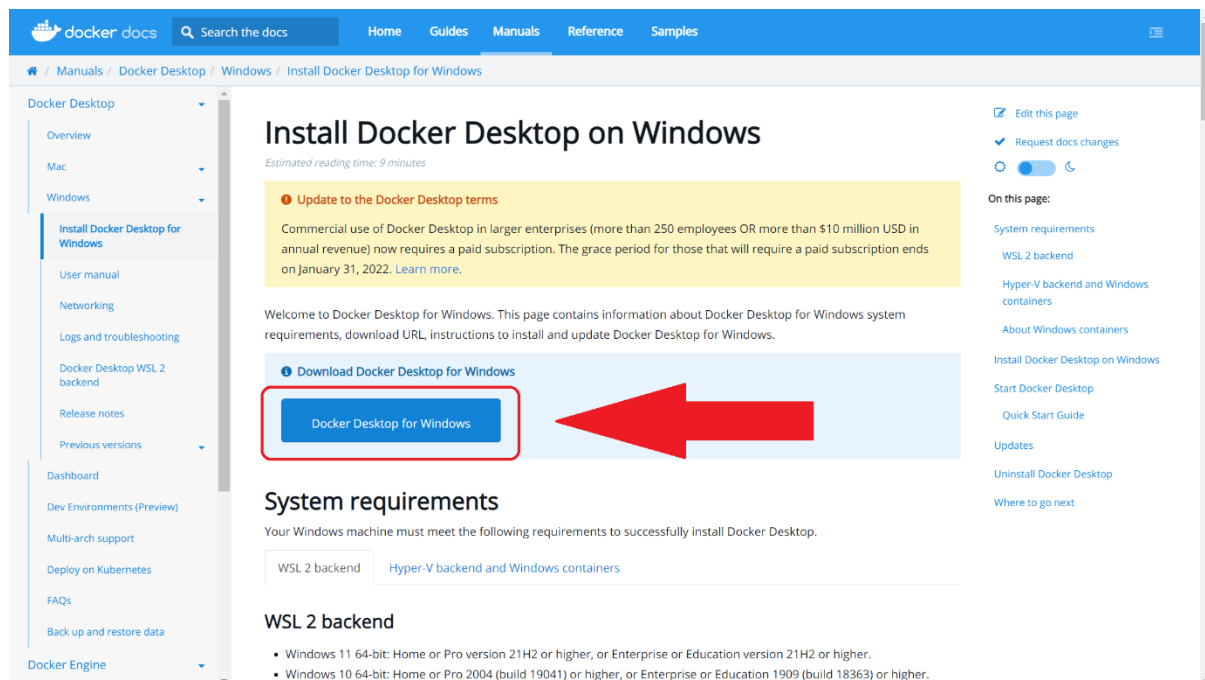 docker docs
Search the docs
Home
Guides
Manuals
Reference
Samples
/ Manuals / Docker Desktop / Windows / Install Docker Desktop for Windows
Docker Desktop
Overview
Mac
Windows
Install Docker Desktop for
Windows
User manual
Networking
Logs and troubleshooting
Docker Desktop WSL 2
backend
Release notes
Previous versions
Dashboard
Dev Environments (Preview)
Multi-arch support
Deploy on Kubernetes
FAQs
Back up and restore data
Docker Engine
Install Docker Desktop on Windows
Estimated reading time: 9 minutes
Update to the Docker Desktop terms
Commercial use of Docker Desktop in larger enterprises (more than 250 employees OR more than $10 million USD in
annual revenue) now requires a paid subscription. The grace period for those that will require a paid subscription ends
on January 31, 2022. Learn more.
Welcome to Docker Desktop for Windows. This page contains information about Docker Desktop for Windows system
requirements, download URL, instructions to install and update Docker Desktop for Windows.
Download Docker Desktop for Windows
Docker Desktop for Windows
System requirements
Your Windows machine must meet the following requirements to successfully install Docker Desktop.
WSL 2 backend
Hyper-V backend and Windows containers
WSL 2 backend
• Windows 11 64-bit: Home or Pro version 21H2 or higher, or Enterprise or Education version 21H2 or higher.
• Windows 10 64-bit: Home or Pro 2004 (build 19041) or higher, or Enterprise or Education 1909 (build 18363) or higher.
Edit this page
Request docs changes
On this page:
System requirements
WSL 2 backend
Hyper-V backend and Windows
containers
About Windows containers
Install Docker Desktop on Windows
Start Docker Desktop
Quick Start Guide
Updates
Uninstall Docker Desktop
Where to go next